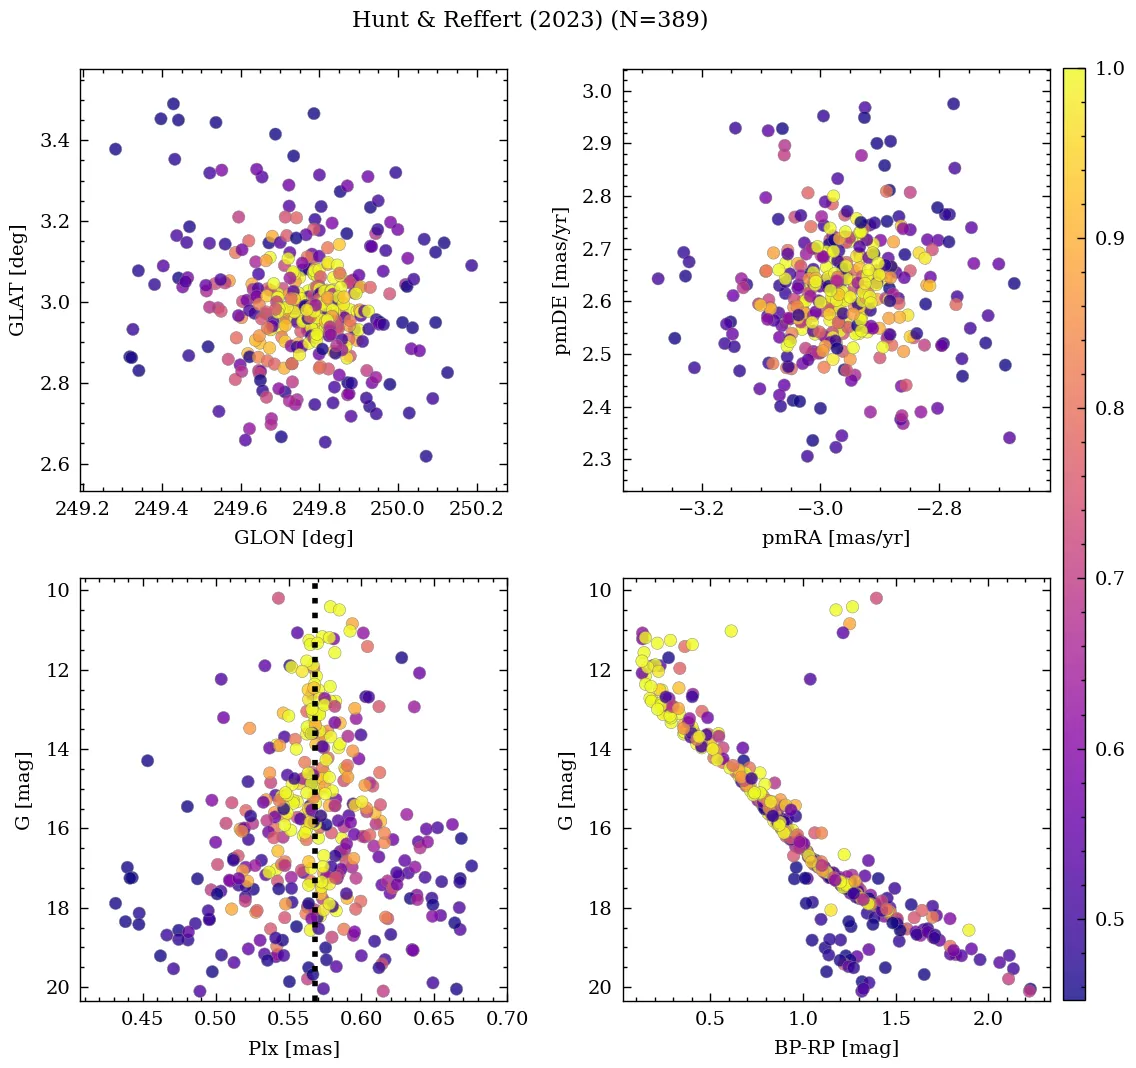 Hunt & Reffert (2023) (N=389)
3.4
3.2
3.0
2.8
2.6
GLAT [deg]
249.2 249.4 249.6 249.8 250.0 250.2
GLON [deg]
3.0
2.9
2.8
2.7
2.6
2.5
2.4
2.3
pmDE [mas/yr]
−3.2 −3.0 −2.8
pmRA [mas/yr]
10
12
14
16
18
20
G [mag]
0.45 0.50 0.55 0.60 0.65 0.70
Plx [mas]
10
12
14
16
18
20
G [mag]
0.5 1.0 1.5 2.0
BP-RP [mag]
1.0
0.9
0.8
0.7
0.6
0.5